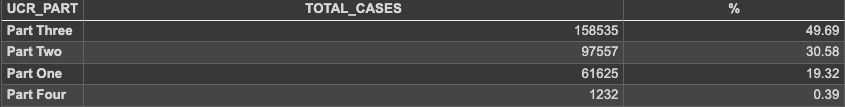 UCR_PART TOTAL_CASES %
Part Three 158535 49.69
Part Two 97557 30.58
Part One 61625 19.32
Part Four 1232 0.39